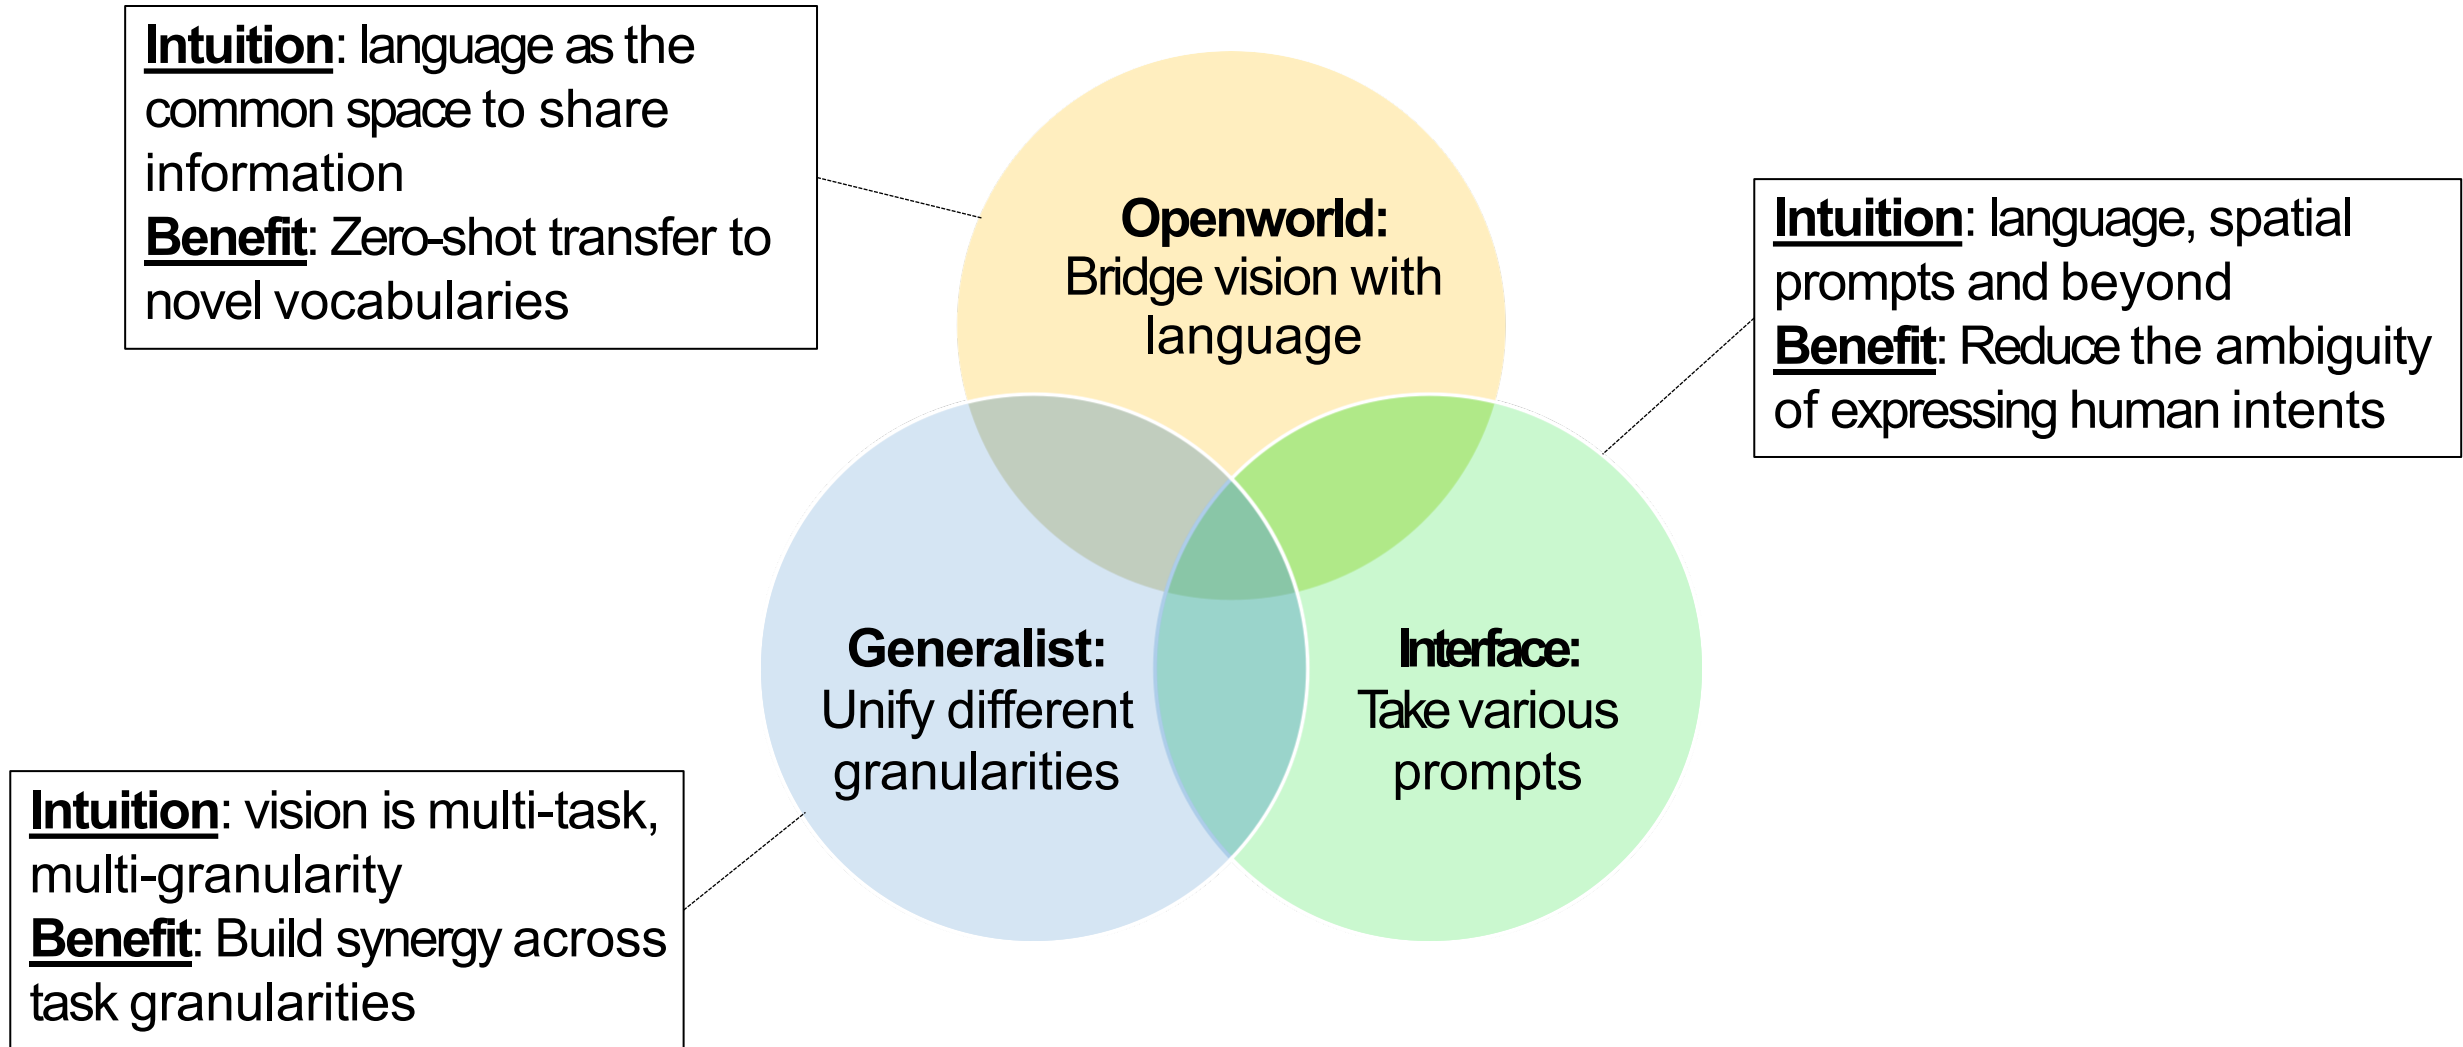 Intuition: language as the
common space to share
information
Benefit: Zero-shot transfer to
novel vocabularies
Openworld:
Bridge vision with
language
Intuition: language, spatial
prompts and beyond
Benefit: Reduce the ambiguity
of expressing human intents
Generalist:
Unify different
granularities
Interface:
Take various
prompts
Intuition: vision is multi-task,
multi-granularity
Benefit: Build synergy across
task granularities